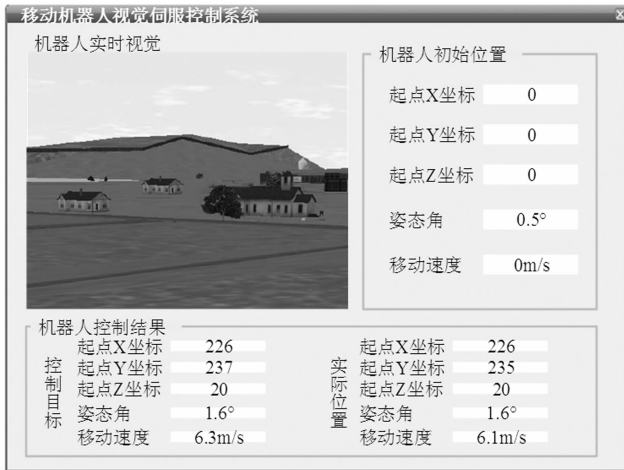 移动机器人视觉伺服控制系统
机器人实时视觉
机器人初始位置
起点X坐标 0
起点Y坐标 0
起点Z坐标 0
姿态角 0.5°
移动速度 0m/s
机器人控制结果
控制目标
起点X坐标 226
起点Y坐标 237
起点Z坐标 20
姿态角 1.6°
移动速度 6.3m/s
实际位置
起点X坐标 226
起点Y坐标 235
起点Z坐标 20
姿态角 1.6°
移动速度 6.1m/s